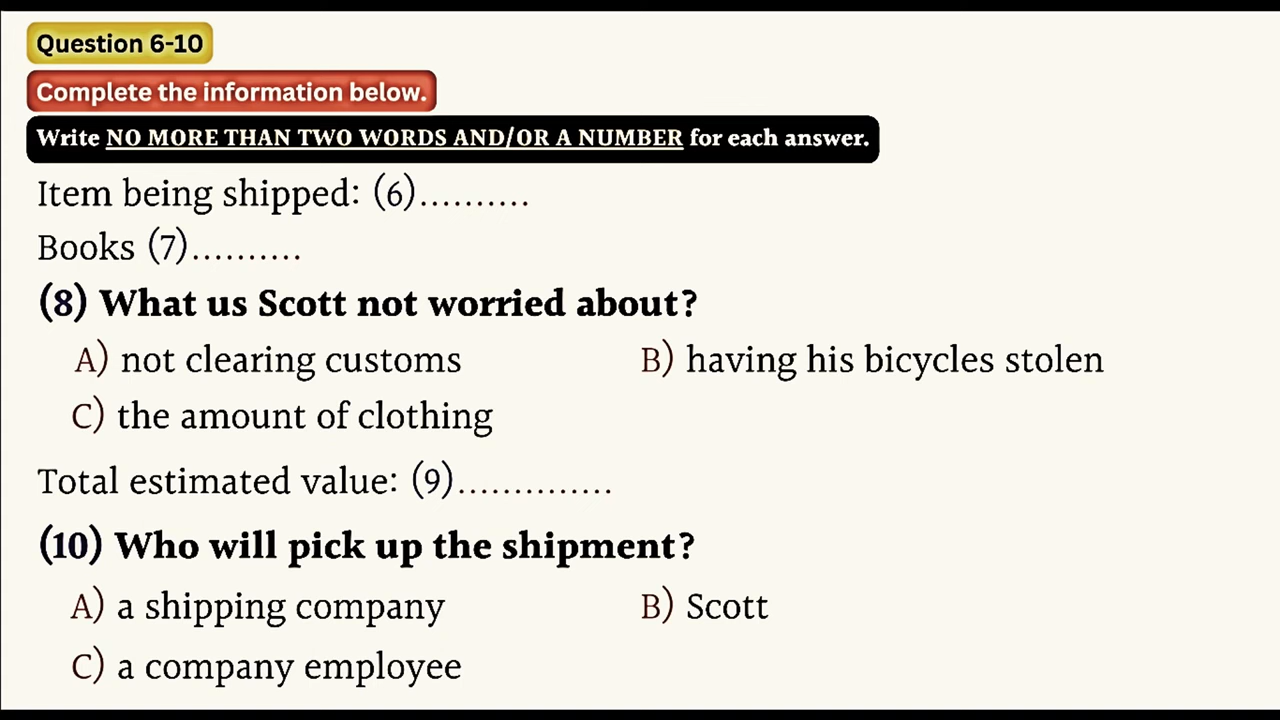 Question 6-10
Complete the information below.
Write NO MORE THAN TWO WORDS AND/OR A NUMBER for each answer.
Item being shipped: (6)..........
Books (7)..........
(8) What us Scott not worried about?
A) not clearing customs B) having his bicycles stolen
C) the amount of clothing
Total estimated value: (9)..............
(10) Who will pick up the shipment?
A) a shipping company B) Scott
C) a company employee